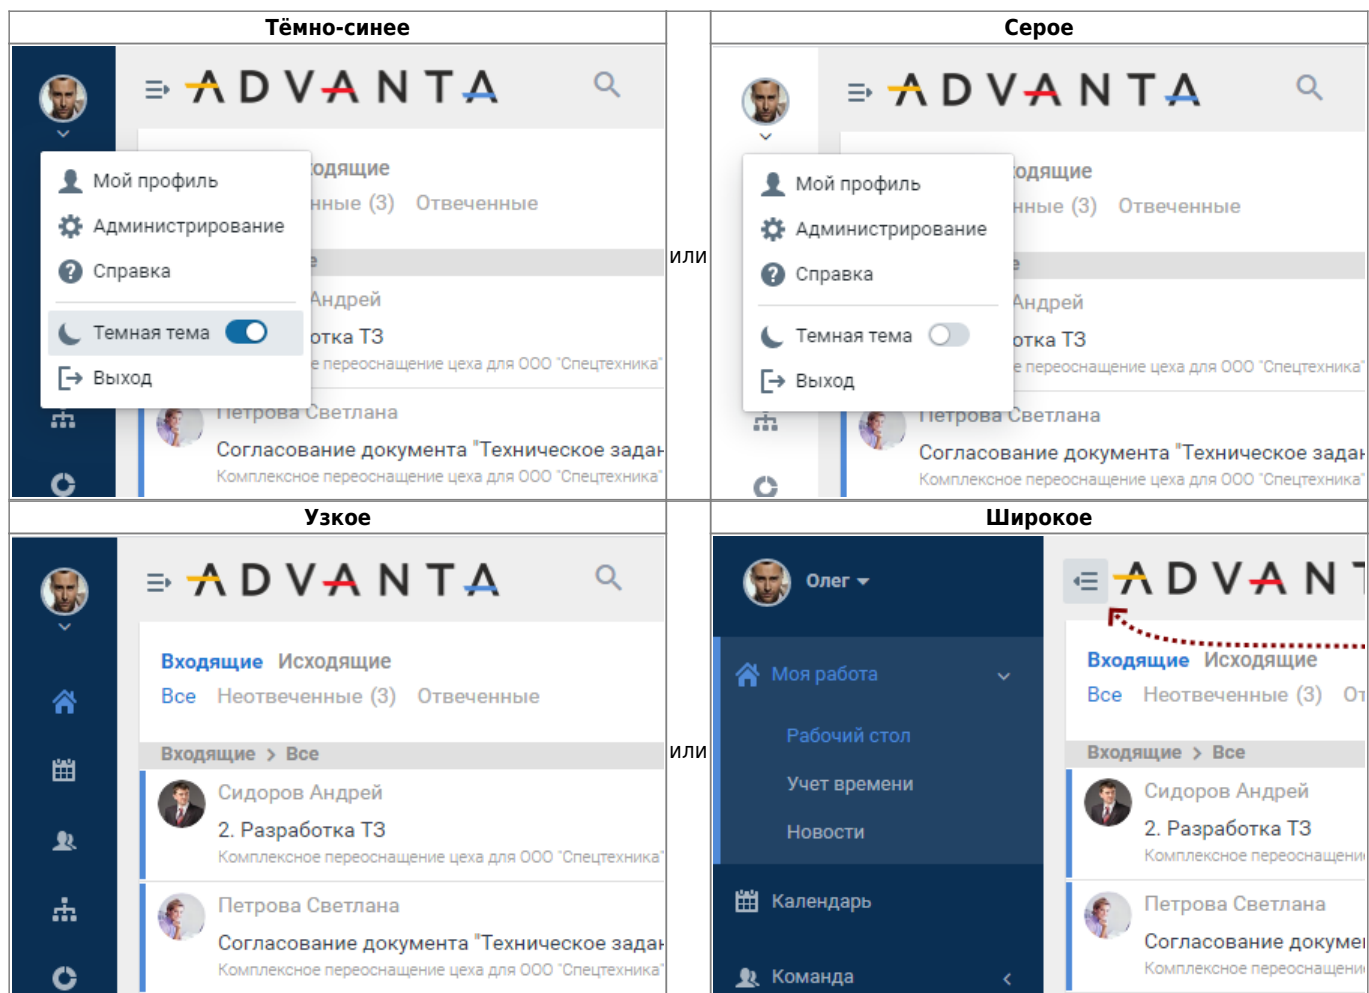 Тёмно-синее
ADVANTA
одящие
нные (3) Отвеченные
Мой профиль
Администрирование
Справка
Темная тема
Выход
Андрей
отка ТЗ
е переоснащение цеха для ООО "Спецтехника"
Петрова Светлана
Согласование документа "Техническое задан
Комплексное переоснащение цеха для ООО "Спецтехника"
или
Серое
ADVANTA
одящие
нные (3) Отвеченные
Мой профиль
Администрирование
Справка
Темная тема
Выход
Андрей
отка ТЗ
е переоснащение цеха для ООО "Спецтехника"
Петрова Светлана
Согласование документа "Техническое задан
Комплексное переоснащение цеха для ООО "Спецтехника"
Узкое
ADVANTA
Входящие Исходящие
Все Неотвеченные (3) Отвеченные
Входящие > Все
Сидоров Андрей
2. Разработка ТЗ
Комплексное переоснащение цеха для ООО "Спецтехника"
Петрова Светлана
Согласование документа "Техническое задан
Комплексное переоснащение цеха для ООО "Спецтехника"
или
Широкое
Олег
Моя работа
Рабочий стол
Учет времени
Новости
Календарь
Команда
ADVANT
Входящие Исходящие
Все Неотвеченные (3) От
Входящие > Все
Сидоров Андрей
2. Разработка ТЗ
Комплексное переоснащени
Петрова Светлана
Согласование докуме
Комплексное переоснащени